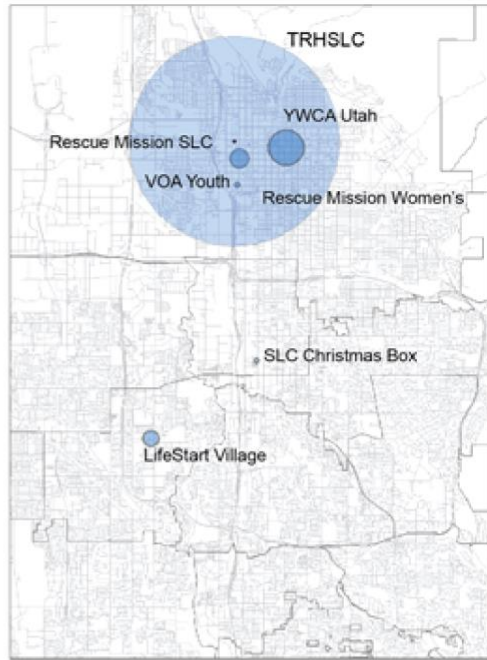 TRHSLC
YWCA Utah
Rescue Mission SLC
VOA Youth
Rescue Mission Women's
SLC Christmas Box
LifeStart Village